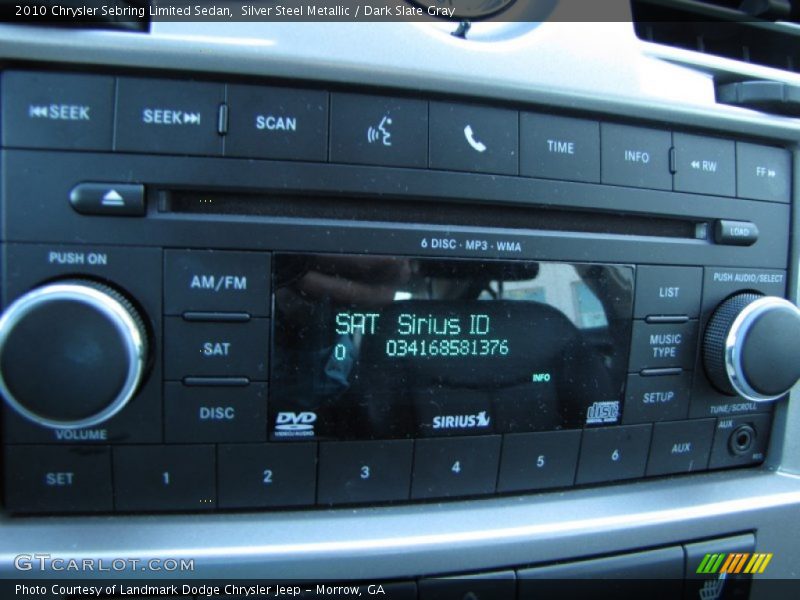 2010 Chrysler Sebring Limited Sedan,  Silver Steel Metallic / Dark Slate Gray
SEEK
SEEK
SCAN
TIME
INFO
RW
FF
LOAD
6 DISC · MP3 · WMA
PUSH ON
PUSH AUDIO/SELECT
AM/FM
LIST
SAT Sirius ID
0 034168581376
SAT
MUSIC
TYPE
INFO
SETUP
DISC
DVD
VIDEO/AUDIO
SIRIUS
disc
TUNE/SCROLL
VOLUME
AUX
SET
1
2
3
4
5
6
AUX
GTCARLOT.COM
Photo Courtesy of Landmark Dodge Chrysler Jeep - Morrow, GA